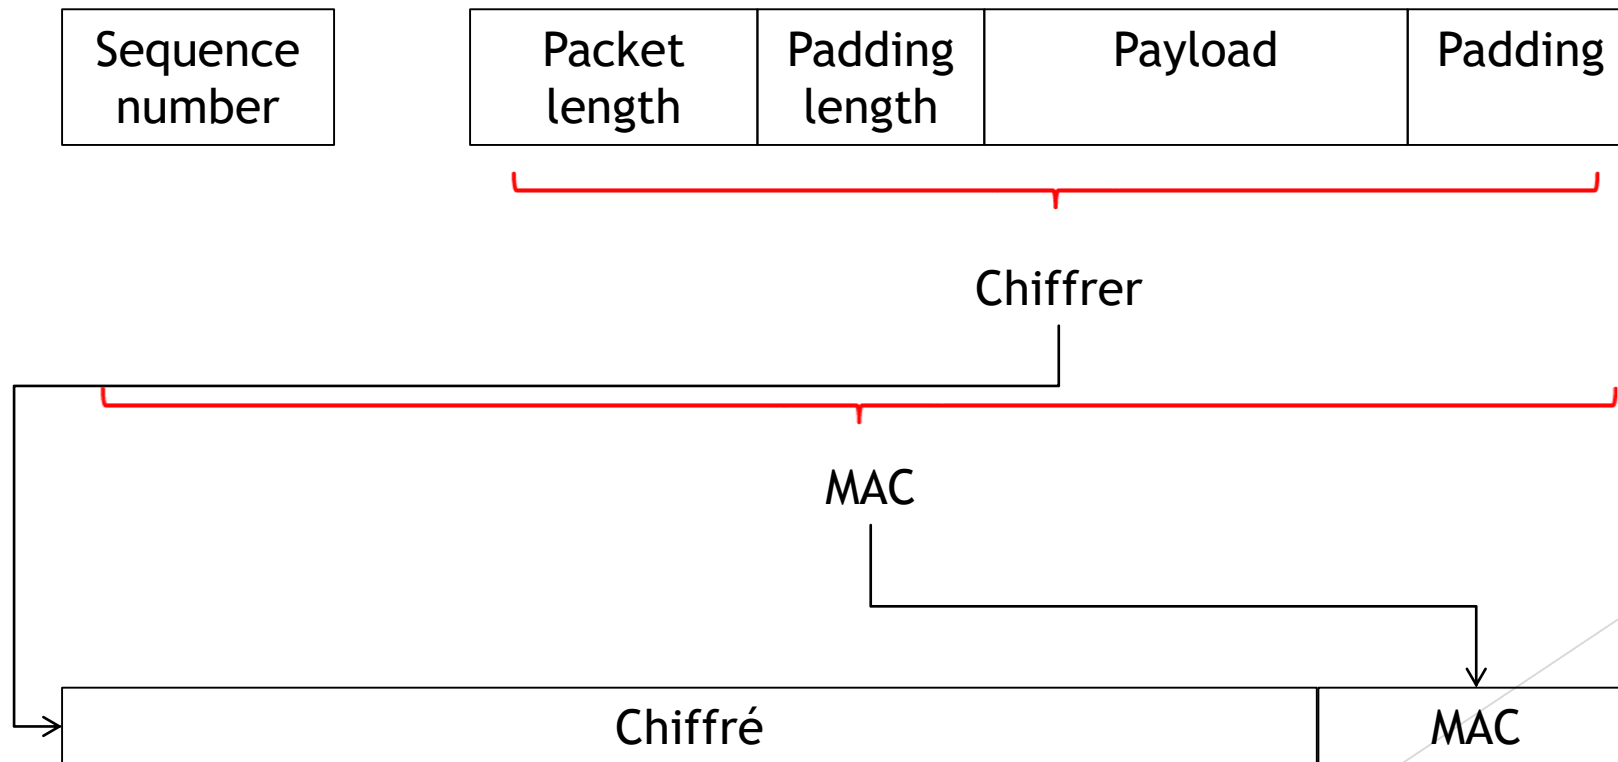 Sequence
number
Packet
length
Padding
length
Payload
Padding
Chiffrer
MAC
Chiffré
MAC